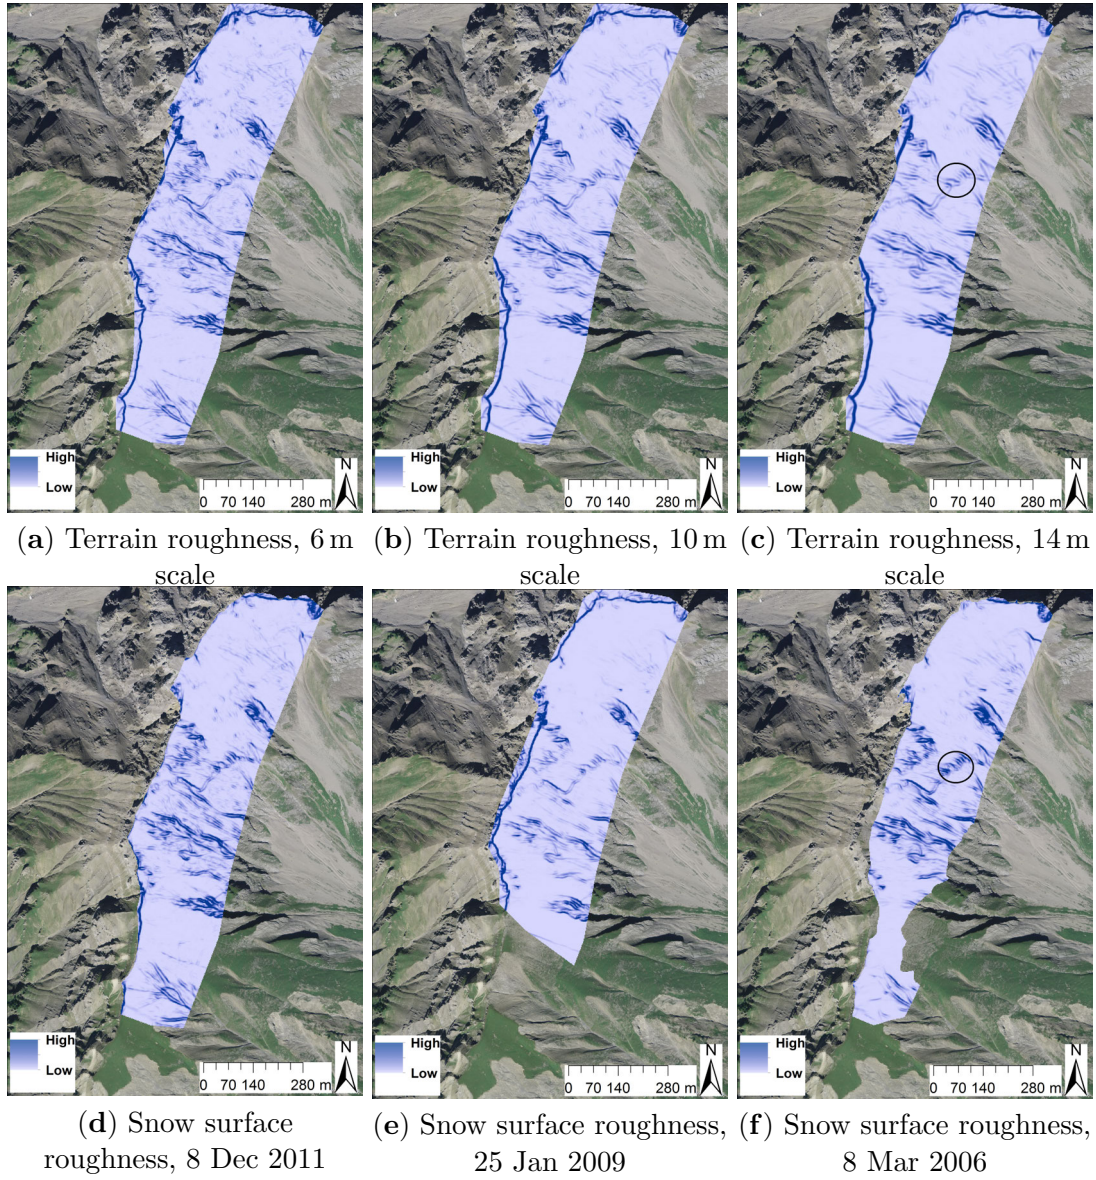 High
Low
0 70 140 280 m
N
High
Low
0 70 140 280 m
N
High
Low
0 70 140 280 m
N
(a) Terrain roughness, 6 m
scale
(b) Terrain roughness, 10 m
scale
(c) Terrain roughness, 14 m
scale
High
Low
0 70 140 280 m
N
High
Low
0 70 140 280 m
N
High
Low
0 70 140 280 m
N
(d) Snow surface
roughness, 8 Dec 2011
(e) Snow surface roughness,
25 Jan 2009
(f) Snow surface roughness,
8 Mar 2006